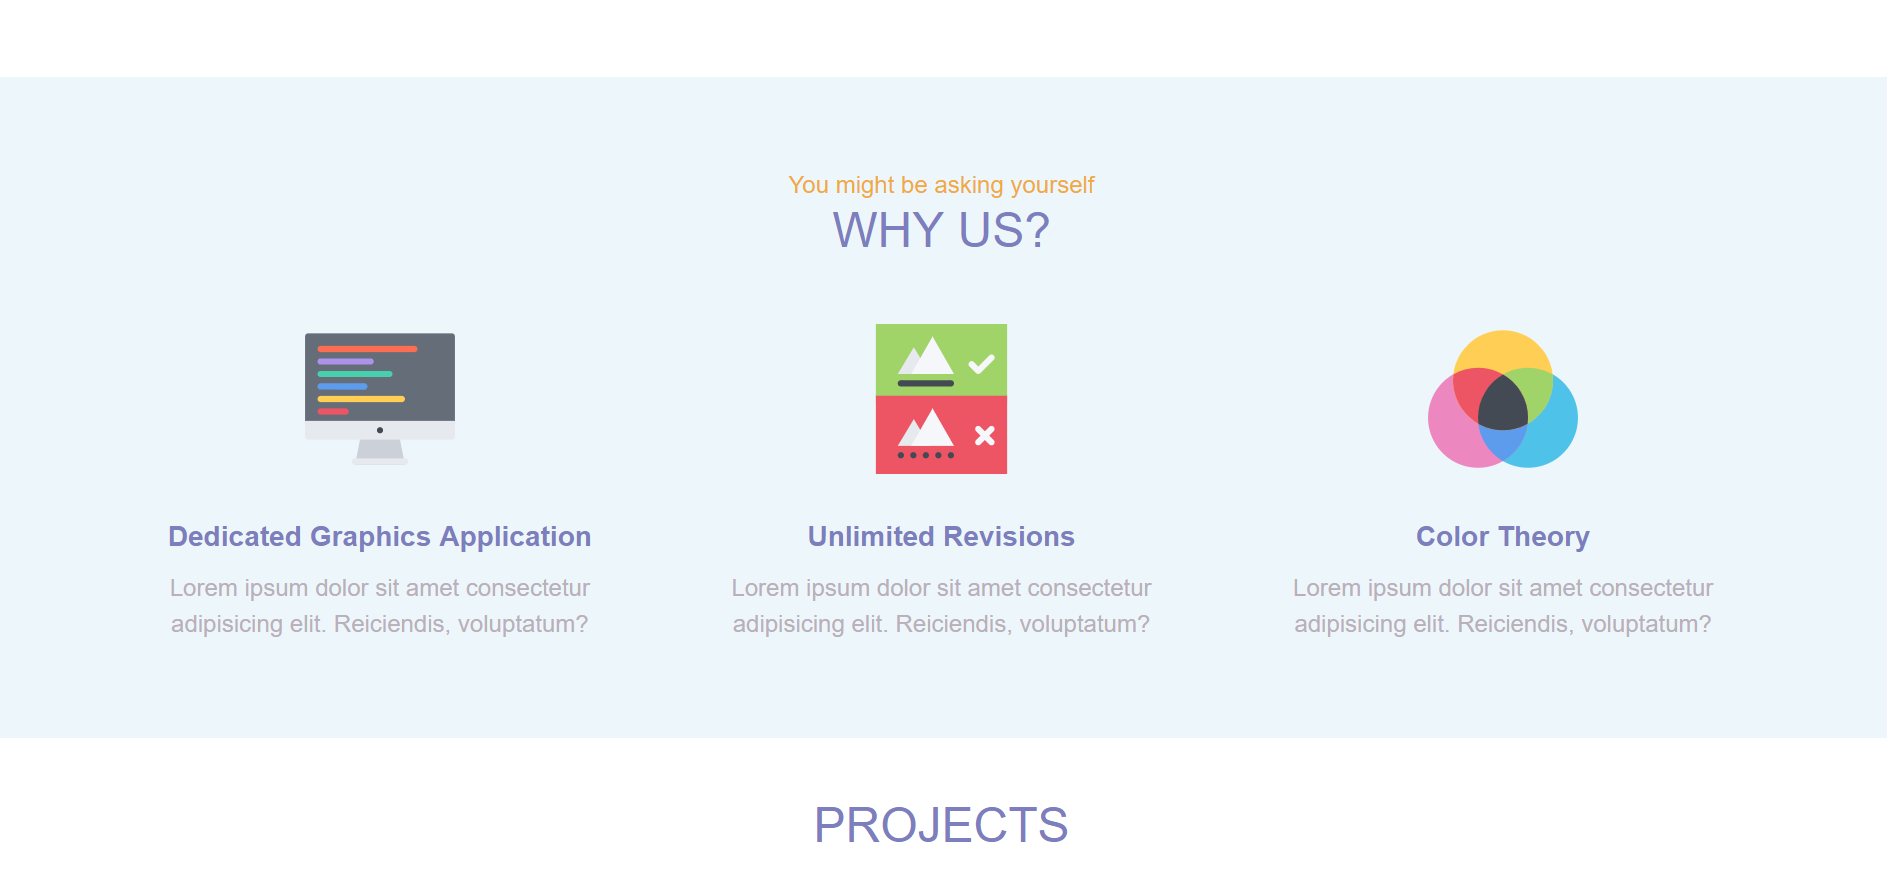 You might be asking yourself
WHY US?
Dedicated Graphics Application
Lorem ipsum dolor sit amet consectetur
adipisicing elit. Reiciendis, voluptatum?
Unlimited Revisions
Lorem ipsum dolor sit amet consectetur
adipisicing elit. Reiciendis, voluptatum?
Color Theory
Lorem ipsum dolor sit amet consectetur
adipisicing elit. Reiciendis, voluptatum?
PROJECTS